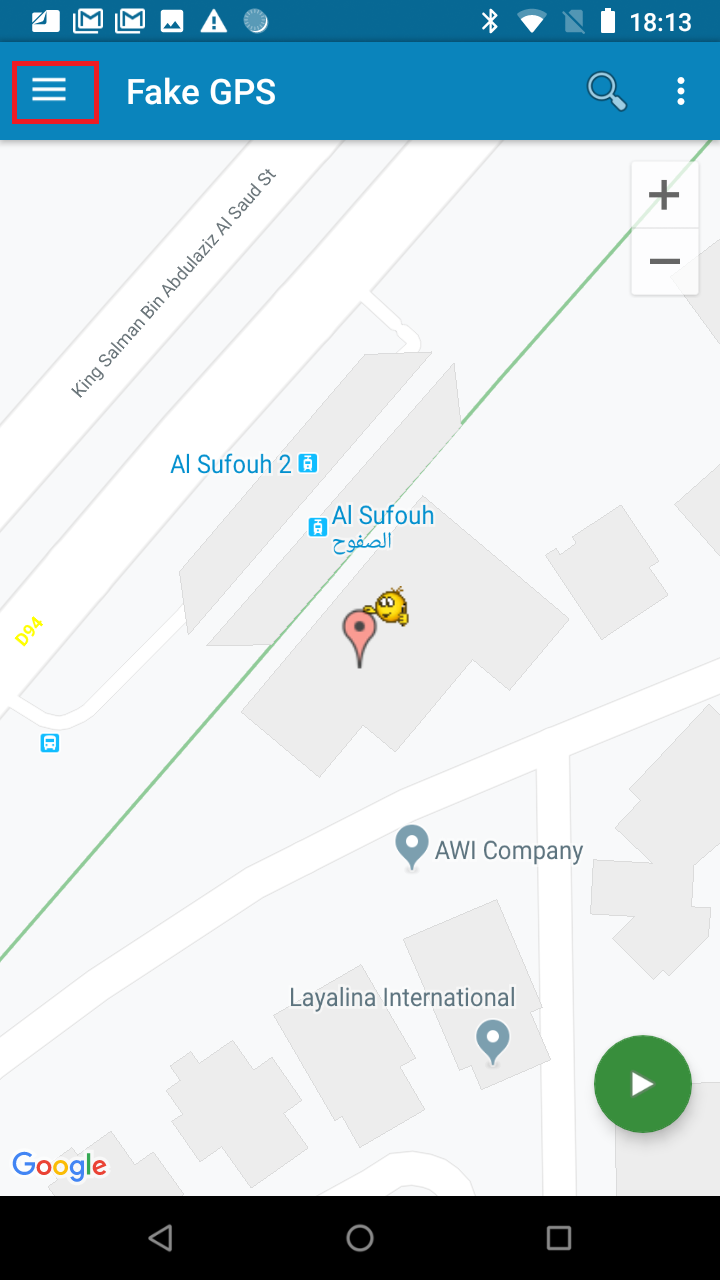 18:13
Fake GPS
King Salman Bin Abdulaziz Al Saud St
Al Sufouh 2
Al Sufouh
الصفوح
D94
AWI Company
Layalina International
Google